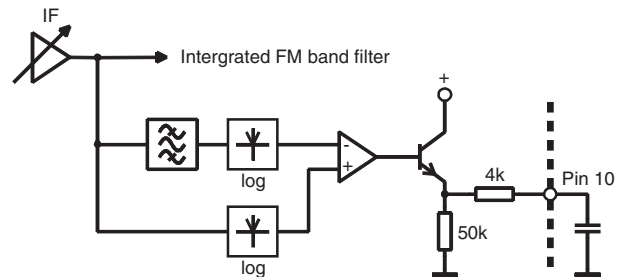 IF
Intergrated FM band filter
+
log
-
+
4k
Pin 10
50k
log